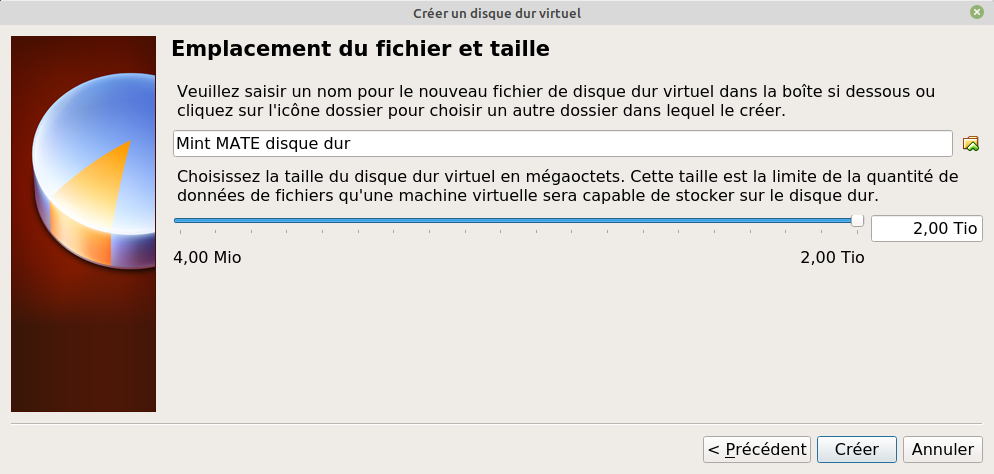 Créer un disque dur virtuel
Emplacement du fichier et taille
Veuillez saisir un nom pour le nouveau fichier de disque dur virtuel dans la boîte si dessous ou
cliquez sur l'icône dossier pour choisir un autre dossier dans lequel le créer.
Mint MATE disque dur
Choisissez la taille du disque dur virtuel en mégaoctets. Cette taille est la limite de la quantité de
données de fichiers qu'une machine virtuelle sera capable de stocker sur le disque dur.
2,00 Tio
4,00 Mio 2,00 Tio
< Précédent Créer Annuler